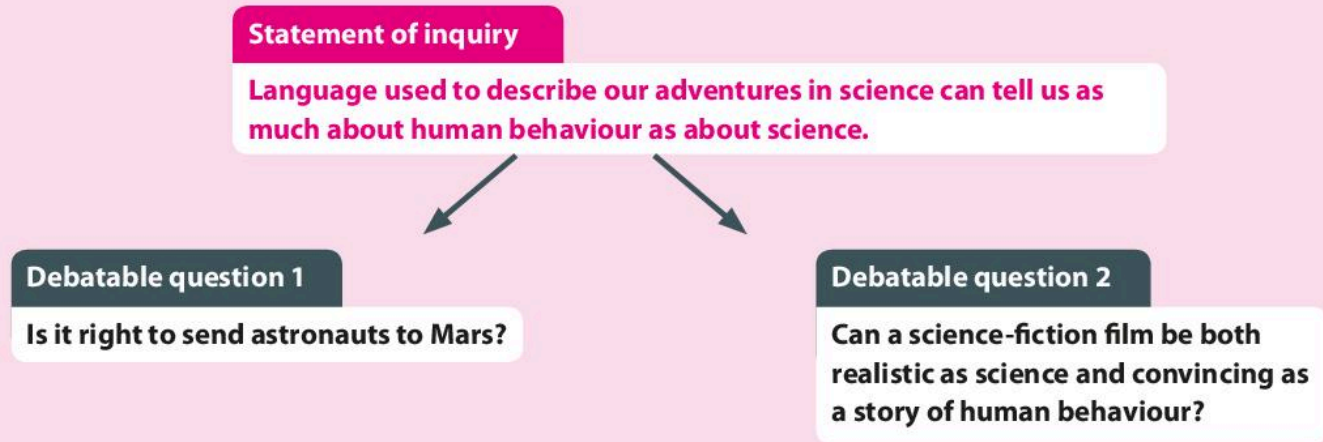 Statement of inquiry
Language used to describe our adventures in science can tell us as
much about human behaviour as about science.
Debatable question 1
Is it right to send astronauts to Mars?
Debatable question 2
Can a science-fiction film be both
realistic as science and convincing as
a story of human behaviour?